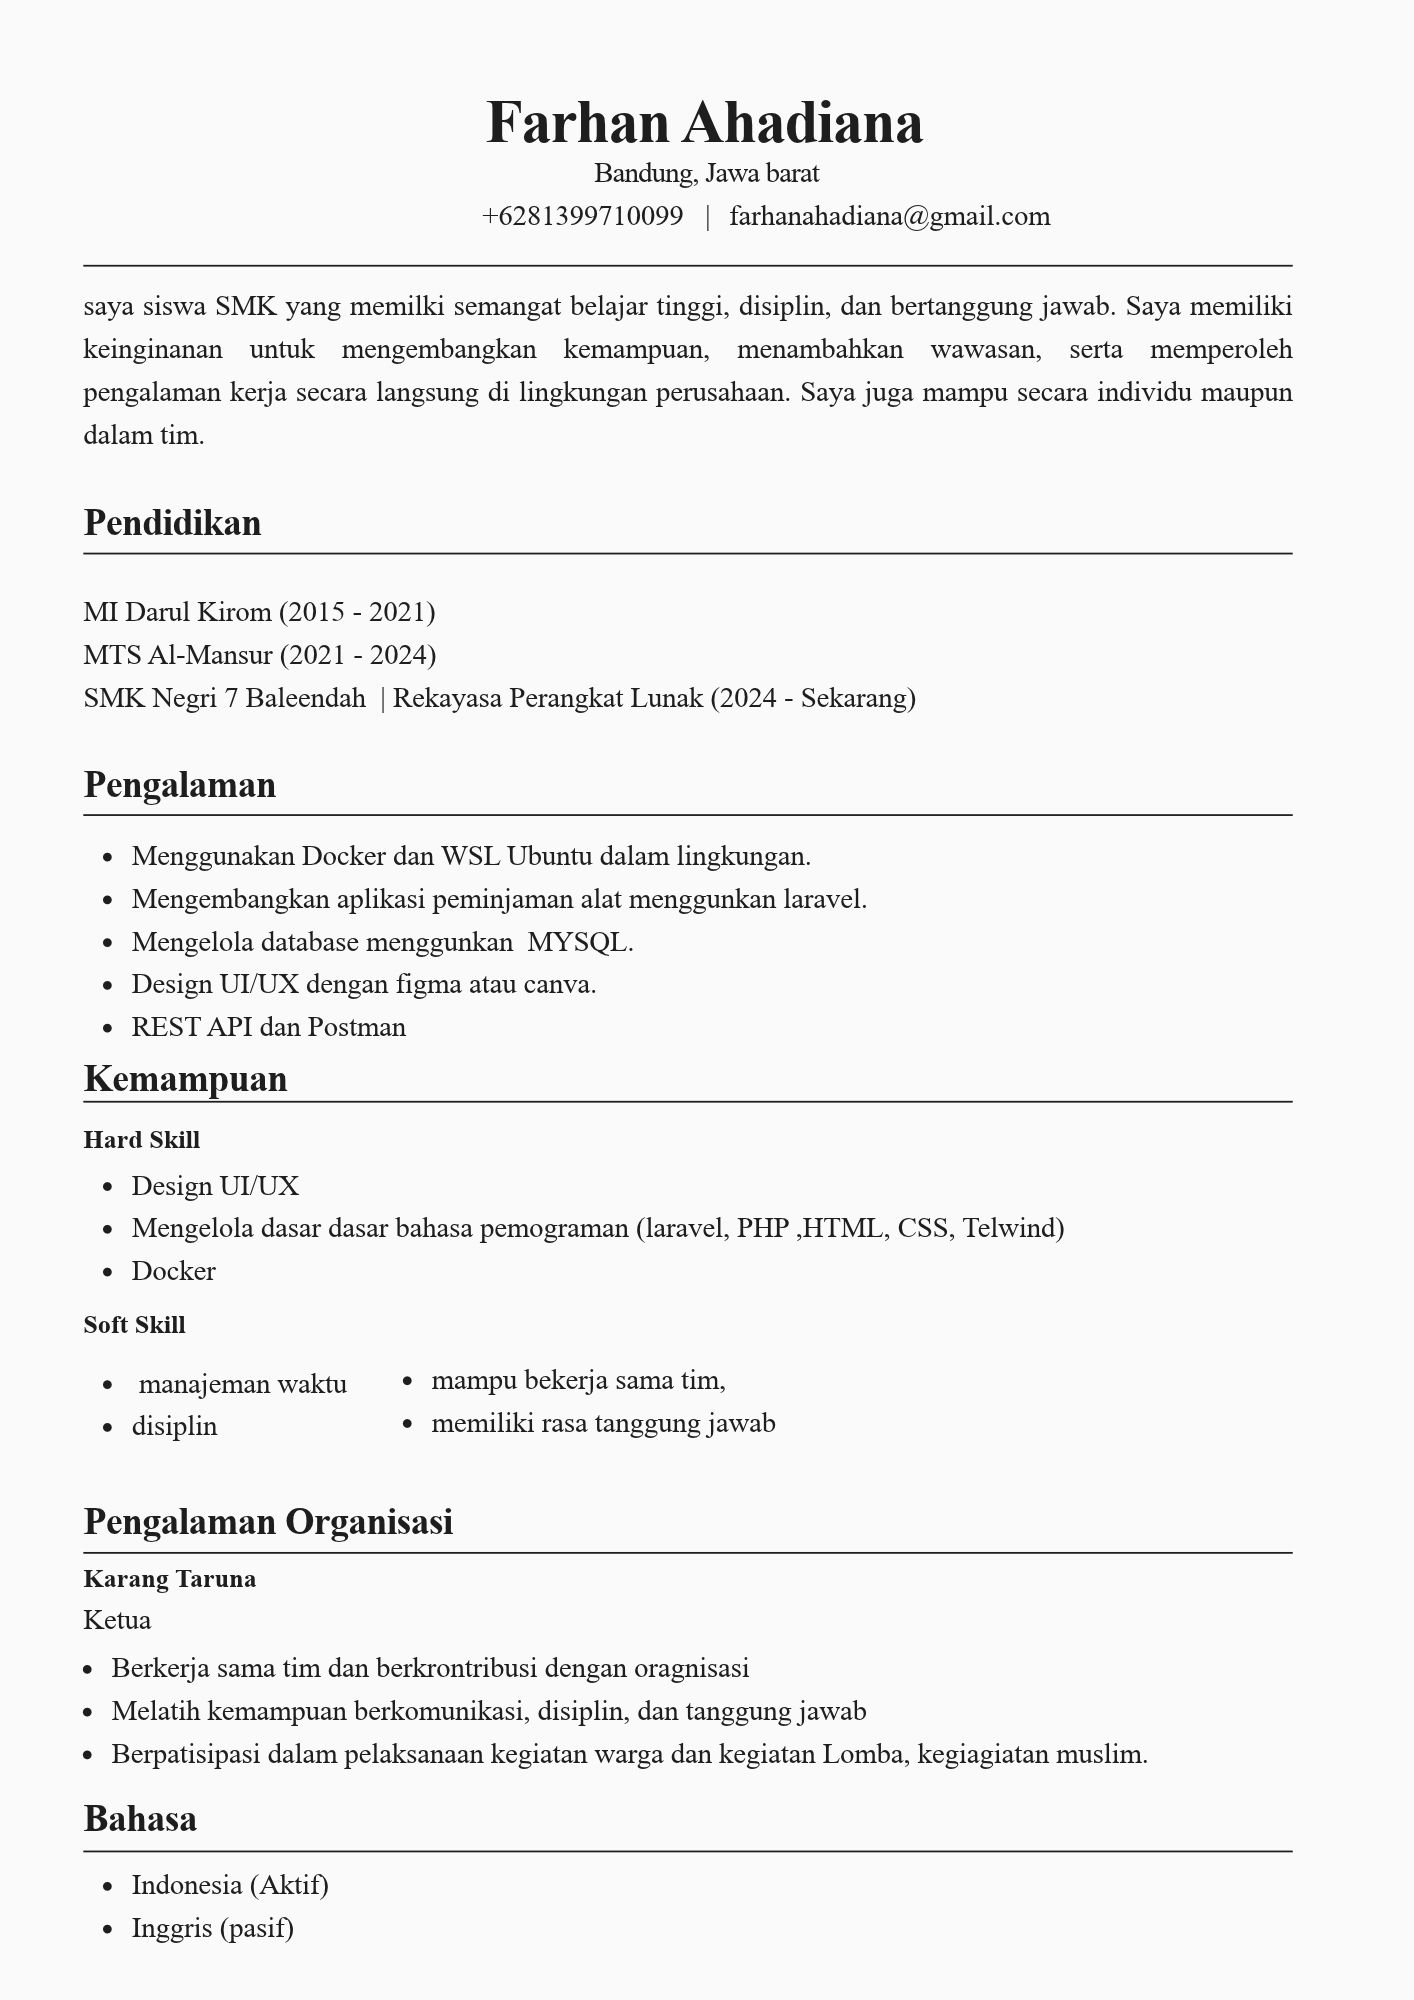 Farhan Ahadiana
Bandung, Jawa barat
+6281399710099 | farhanahadiana@gmail.com
saya siswa SMK yang memilki semangat belajar tinggi, disiplin, dan bertanggung jawab. Saya memiliki
keinginanan untuk mengembangkan kemampuan, menambahkan wawasan, serta memperoleh
pengalaman kerja secara langsung di lingkungan perusahaan. Saya juga mampu secara individu maupun
dalam tim.
Pendidikan
MI Darul Kirom (2015 - 2021)
MTS Al-Mansur (2021 - 2024)
SMK Negri 7 Baleendah | Rekayasa Perangkat Lunak (2024 - Sekarang)
Pengalaman
• Menggunakan Docker dan WSL Ubuntu dalam lingkungan.
• Mengembangkan aplikasi peminjaman alat menggunkan laravel.
• Mengelola database menggunkan MYSQL.
• Design UI/UX dengan figma atau canva.
• REST API dan Postman
Kemampuan
Hard Skill
• Design UI/UX
• Mengelola dasar dasar bahasa pemograman (laravel, PHP ,HTML, CSS, Telwind)
• Docker
Soft Skill
• manajeman waktu
• disiplin
• mampu bekerja sama tim,
• memiliki rasa tanggung jawab
Pengalaman Organisasi
Karang Taruna
Ketua
• Berkerja sama tim dan berkrontribusi dengan oragnisasi
• Melatih kemampuan berkomunikasi, disiplin, dan tanggung jawab
• Berpatisipasi dalam pelaksanaan kegiatan warga dan kegiatan Lomba, kegiagiatan muslim.
Bahasa
• Indonesia (Aktif)
• Inggris (pasif)